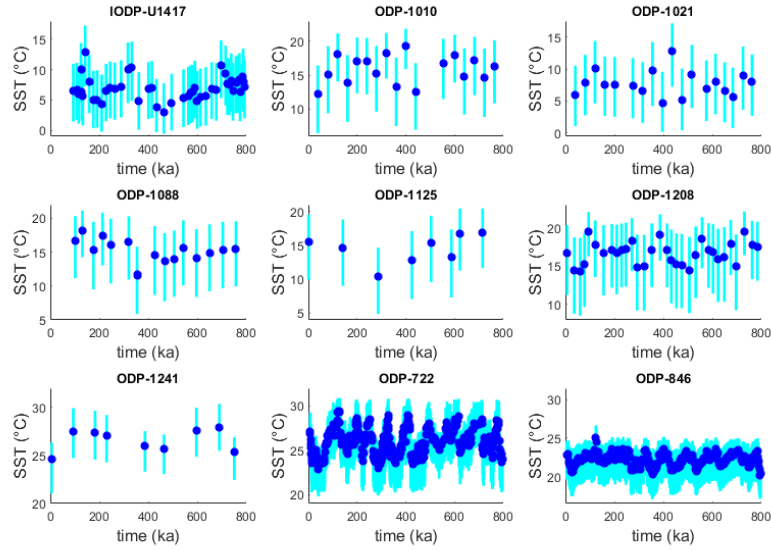 IODP-U1417
ODP-1010
ODP-1021
SST (°C)
15
10
5
0
0
200
400
600
800
time (ka)
SST (°C)
20
15
10
0
200
400
600
800
time (ka)
SST (°C)
15
10
5
0
0
200
400
600
800
time (ka)
ODP-1088
ODP-1125
ODP-1208
SST (°C)
20
15
10
5
0
200
400
600
800
time (ka)
SST (°C)
20
15
10
5
0
200
400
600
800
time (ka)
SST (°C)
20
15
10
0
200
400
600
800
time (ka)
ODP-1241
ODP-722
ODP-846
SST (°C)
30
25
20
0
200
400
600
800
time (ka)
SST (°C)
30
25
20
0
200
400
600
800
time (ka)
SST (°C)
30
25
20
0
200
400
600
800
time (ka)